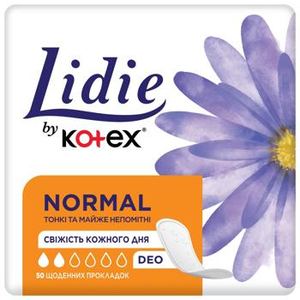 Lidie
by Kotex®
NORMAL
ТОНКІ ТА МАЙЖЕ НЕПОМІТНІ
СВІЖІСТЬ КОЖНОГО ДНЯ
DEO
50 ЩОДЕННИХ ПРОКЛАДОК